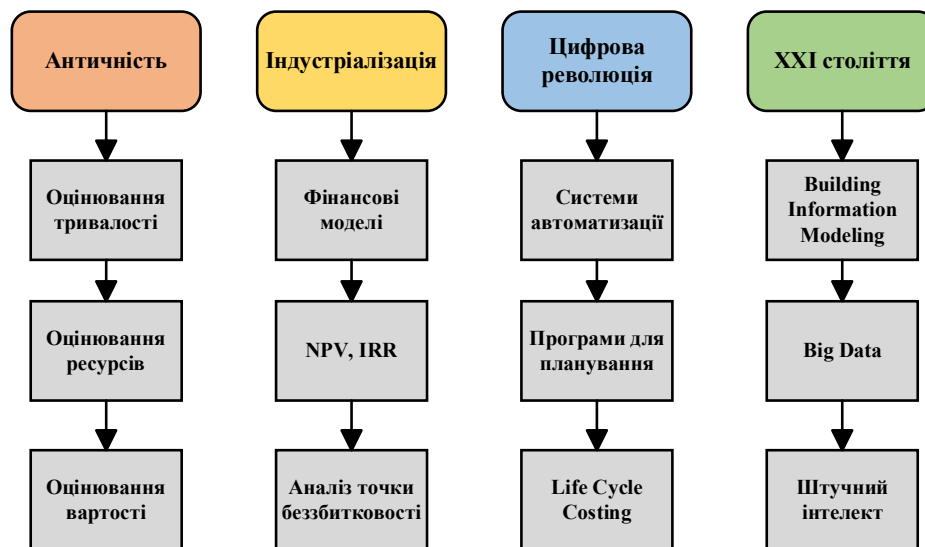 Античність
Оцінювання
тривалості
Оцінювання
ресурсів
Оцінювання
вартості
Індустріалізація
Фінансові
моделі
NPV, IRR
Аналіз точки
беззбитковості
Цифрова
революція
Системи
автоматизації
Програми для
планування
Life Cycle
Costing
XXI століття
Building
Information
Modeling
Big Data
Штучний
інтелект